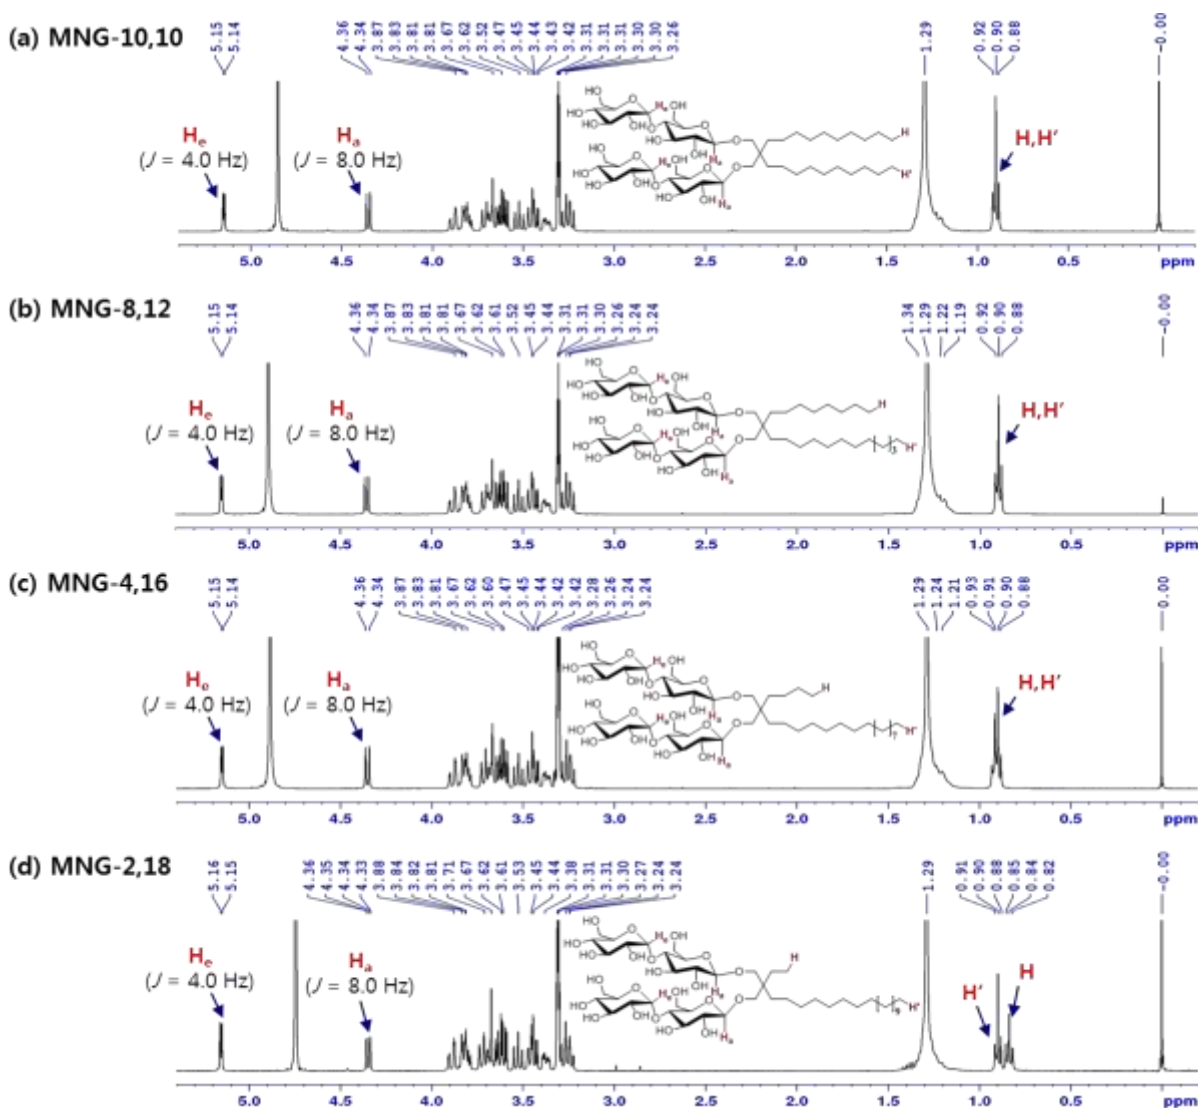 (a) MNG-10,10
5.15 5.14 4.36 4.34 3.87 3.83 3.81 3.81 3.67 3.62 3.52 3.47 3.45 3.44 3.43 3.42 3.31 3.31 3.31 3.30 3.30 3.26 1.29 0.92 0.90 0.88 -0.00
He
(J = 4.0 Hz)
Ha
(J = 8.0 Hz)
H,H'
5.0 4.5 4.0 3.5 3.0 2.5 2.0 1.5 1.0 0.5 ppm
(b) MNG-8,12
5.15 5.14 4.36 4.34 3.87 3.83 3.81 3.81 3.67 3.62 3.61 3.52 3.45 3.44 3.31 3.31 3.30 3.26 3.24 3.24 1.34 1.29 1.22 1.19 0.92 0.90 0.88 -0.00
He
(J = 4.0 Hz)
Ha
(J = 8.0 Hz)
H,H'
5.0 4.5 4.0 3.5 3.0 2.5 2.0 1.5 1.0 0.5 ppm
(c) MNG-4,16
5.15 5.14 4.36 4.34 3.87 3.83 3.81 3.67 3.62 3.60 3.47 3.45 3.44 3.42 3.42 3.28 3.26 3.24 3.24 1.29 1.24 1.21 0.93 0.91 0.90 0.88 0.00
He
(J = 4.0 Hz)
Ha
(J = 8.0 Hz)
H,H'
5.0 4.5 4.0 3.5 3.0 2.5 2.0 1.5 1.0 0.5 ppm
(d) MNG-2,18
5.16 5.15 4.36 4.35 4.34 4.33 3.88 3.84 3.82 3.81 3.71 3.67 3.62 3.61 3.53 3.45 3.44 3.38 3.31 3.31 3.30 3.27 3.24 3.24 1.29 0.91 0.90 0.88 0.85 0.84 0.82 -0.00
He
(J = 4.0 Hz)
Ha
(J = 8.0 Hz)
H'
H
5.0 4.5 4.0 3.5 3.0 2.5 2.0 1.5 1.0 0.5 ppm